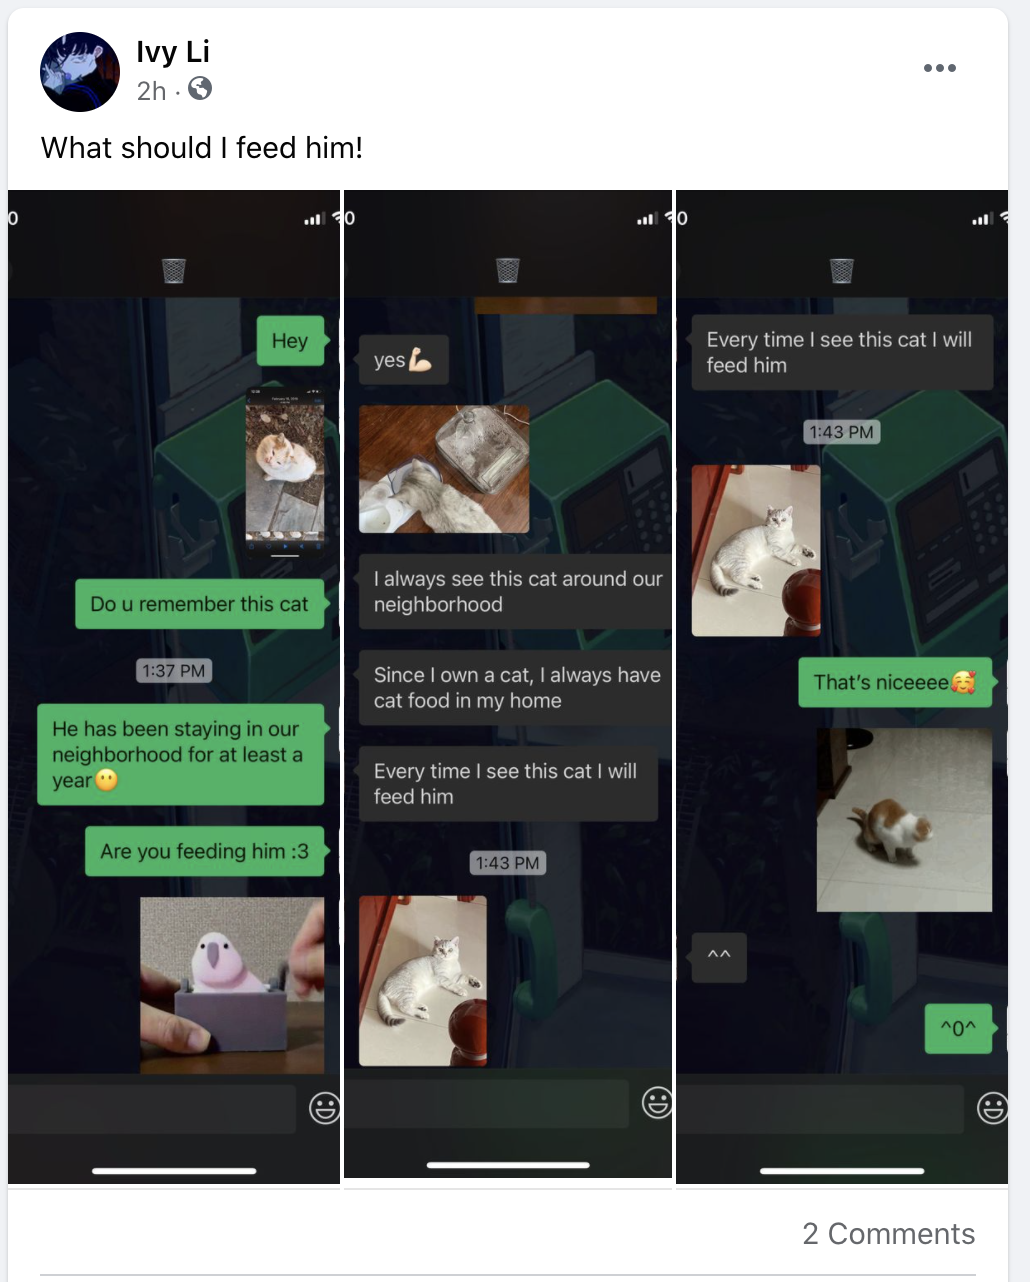 Ivy Li
2h ·
What should I feed him!
0
Hey
Do u remember this cat
1:37 PM
He has been staying in our
neighborhood for at least a
year😶
Are you feeding him :3
0
yes💪🏻
I always see this cat around our
neighborhood
Since I own a cat, I always have
cat food in my home
Every time I see this cat I will
feed him
1:43 PM
0
Every time I see this cat I will
feed him
1:43 PM
That's niceeee🥰
^^
^0^
2 Comments